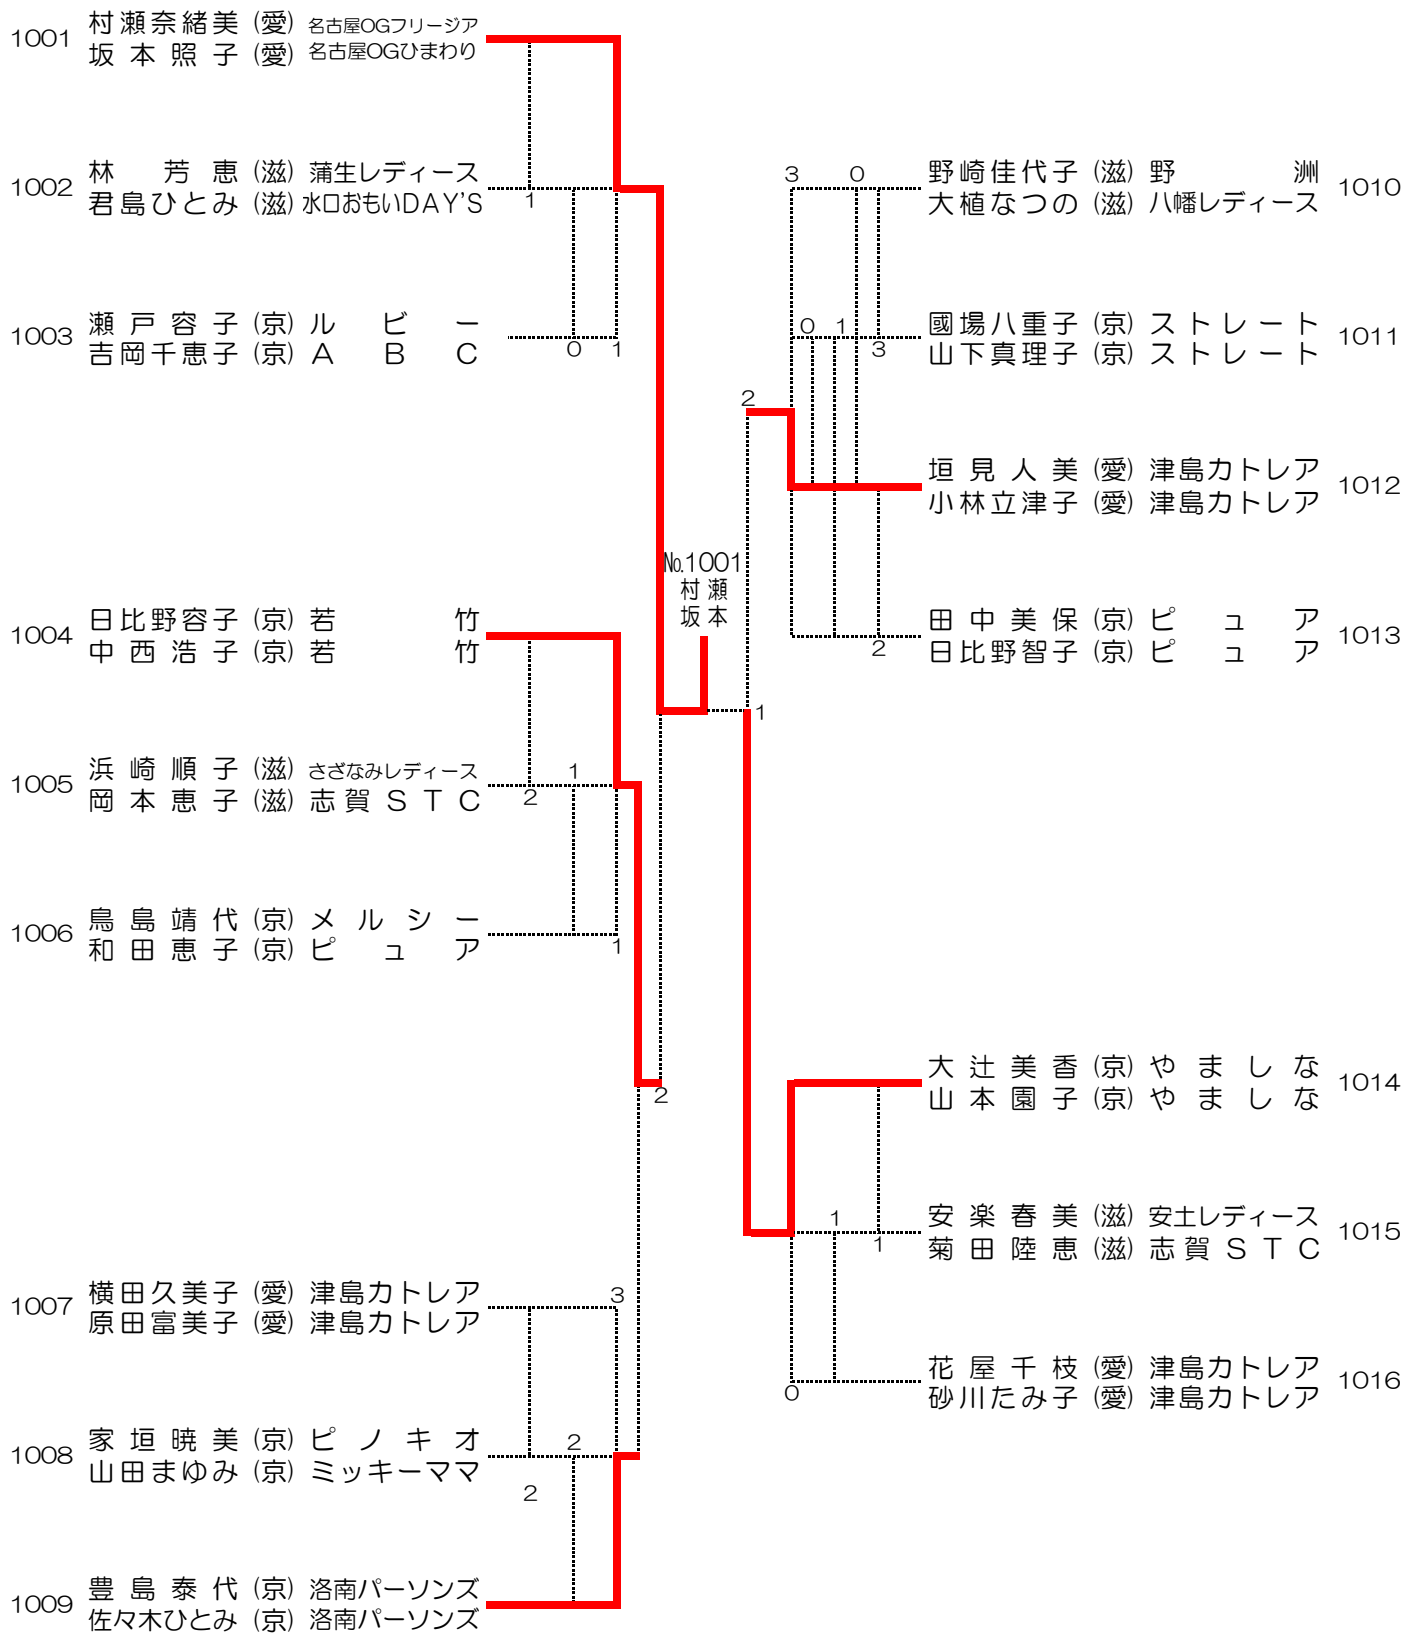 1001 村瀬奈緒美 (愛) 名古屋OGフリージア
坂本照子 (愛) 名古屋OGひまわり
1002 林 芳恵 (滋) 蒲生レディース
君島ひとみ (滋) 水口おもいDAY'S
1
1003 瀬戸容子 (京) ルビー
吉岡千恵子 (京) ABC
0 1
1004 日比野容子 (京) 若竹
中西浩子 (京) 若竹
1005 浜崎順子 (滋) さざなみレディース
岡本恵子 (滋) 志賀STC
1
2
1006 鳥島靖代 (京) メルシー
和田恵子 (京) ピュア
1
2
1007 横田久美子 (愛) 津島カトレア
原田富美子 (愛) 津島カトレア
3
1008 家垣暁美 (京) ピノキオ
山田まゆみ (京) ミッキーママ
2
2
1009 豊島泰代 (京) 洛南パーソンズ
佐々木ひとみ (京) 洛南パーソンズ
No.1001
村瀬
坂本
1
2
3 0
野崎佳代子 (滋) 野洲 1010
大植なつの (滋) 八幡レディース
0 1
國場八重子 (京) ストレート 1011
山下真理子 (京) ストレート
3
垣見人美 (愛) 津島カトレア 1012
小林立津子 (愛) 津島カトレア
田中美保 (京) ピュア 1013
日比野智子 (京) ピュア
2
大辻美香 (京) やましな 1014
山本園子 (京) やましな
1
安楽春美 (滋) 安土レディース 1015
菊田陸恵 (滋) 志賀STC
1
花屋千枝 (愛) 津島カトレア 1016
砂川たみ子 (愛) 津島カトレア
0